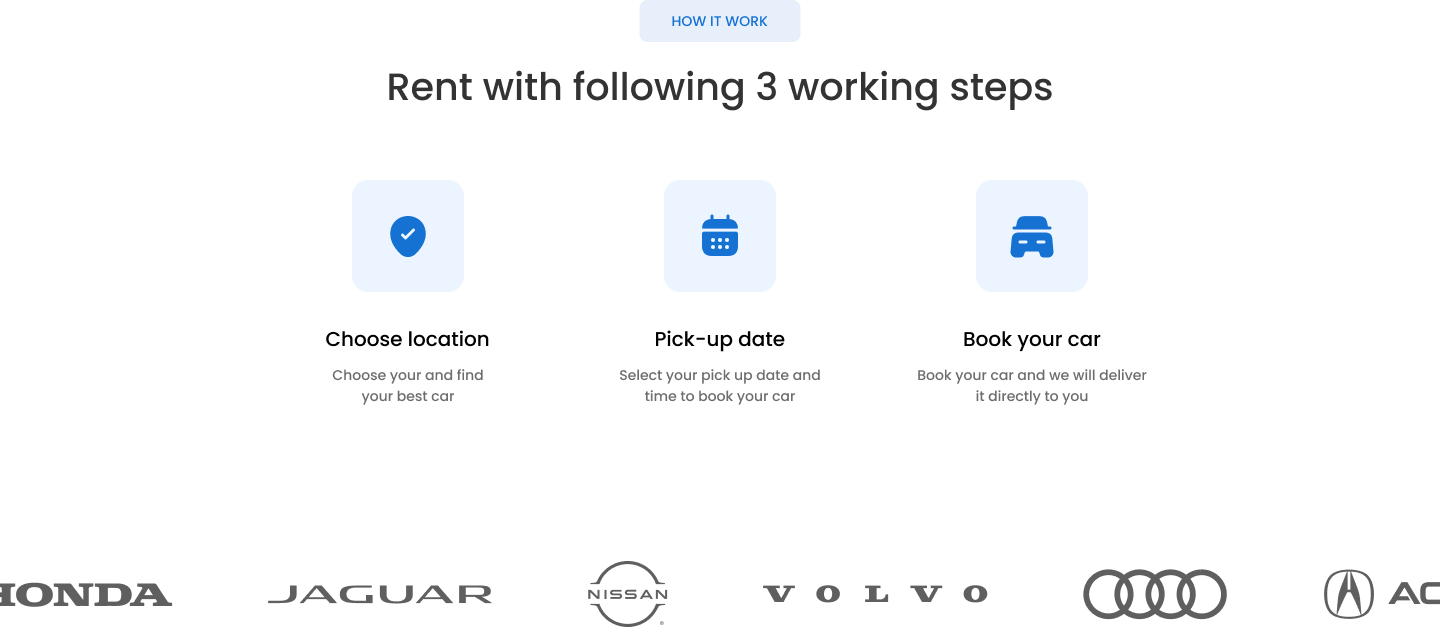 HOW IT WORK
Rent with following 3 working steps
Choose location
Choose your and find
your best car
Pick-up date
Select your pick up date and
time to book your car
Book your car
Book your car and we will deliver
it directly to you
HONDA
JAGUAR
NISSAN
®
VOLVO
AC